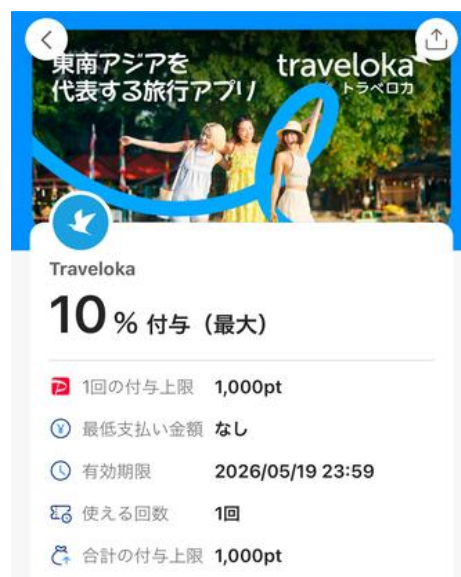 東南アジアを
代表する旅行アプリ
traveloka
トラベロカ
Traveloka
10% 付与（最大）
1回の付与上限 1,000pt
最低支払い金額 なし
有効期限 2026/05/19 23:59
使える回数 1回
合計の付与上限 1,000pt